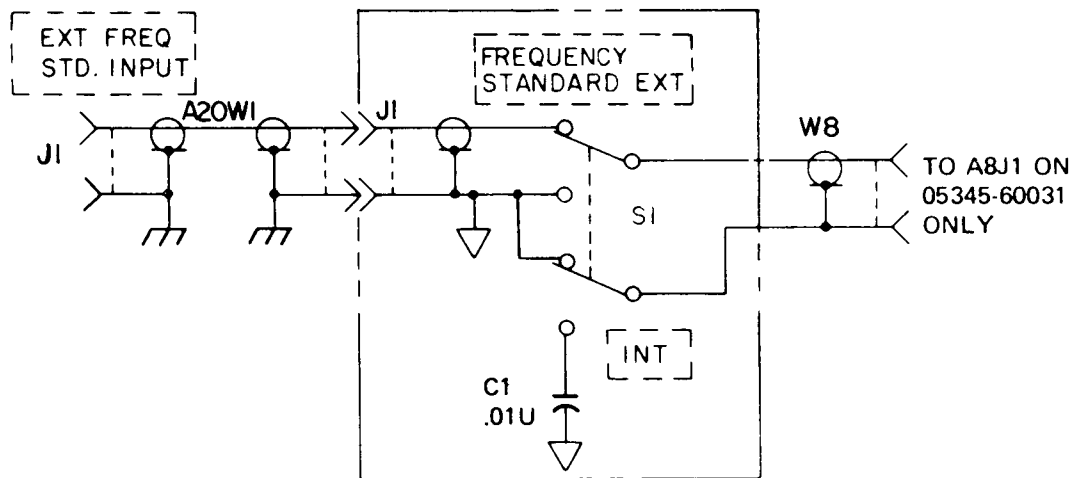 EXT FREQ
STD. INPUT
FREQUENCY
STANDARD EXT
A20W1
J1
J1
W8
TO A8J1 ON
05345-60031
ONLY
S1
INT
C1
.01U